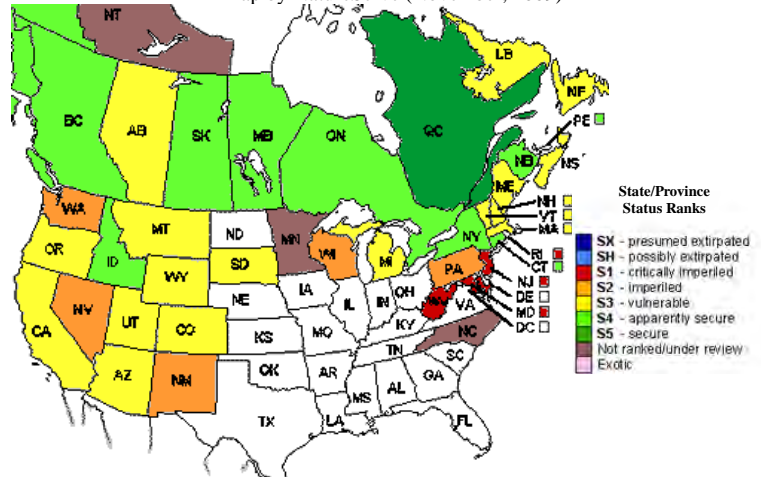 NT
LB
NF
BC
AB
SK
MB
ON
QC
PE
NB
NS
ME
NH
VT
MA
State/Province
Status Ranks
WA
MT
ND
MN
WI
MI
NY
RI
CT
OR
ID
SD
WY
PA
NJ
DE
MD
DC
NE
IA
IL
IN
OH
WV
VA
NV
UT
CO
KS
MO
KY
NC
CA
TN
SC
AZ
NM
OK
AR
MS
AL
GA
TX
LA
FL
SX - presumed extirpated
SH - possibly extirpated
S1 - critically imperiled
S2 - imperiled
S3 - vulnerable
S4 - apparently secure
S5 - secure
Not ranked/under review
Exotic